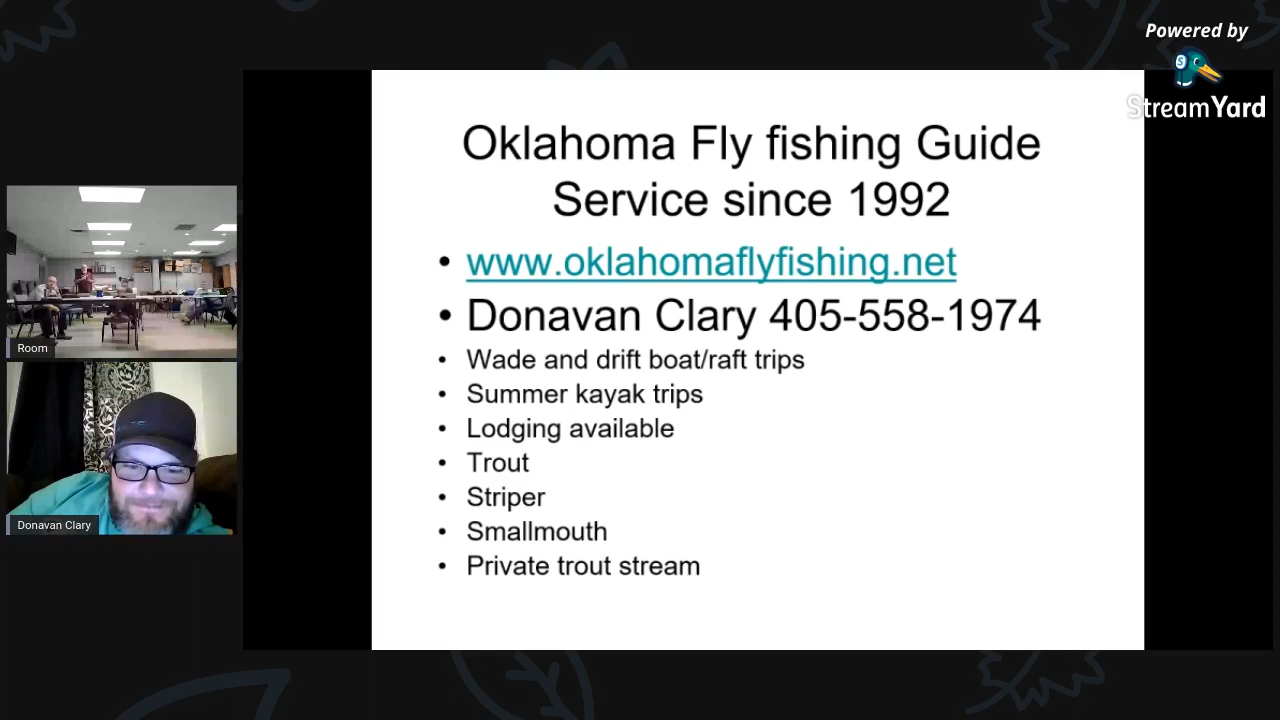 Powered by
StreamYard
Oklahoma Fly fishing Guide
Service since 1992
• www.oklahomaflyfishing.net
• Donavan Clary 405-558-1974
• Wade and drift boat/raft trips
• Summer kayak trips
• Lodging available
• Trout
• Striper
• Smallmouth
• Private trout stream
Room
Donavan Clary